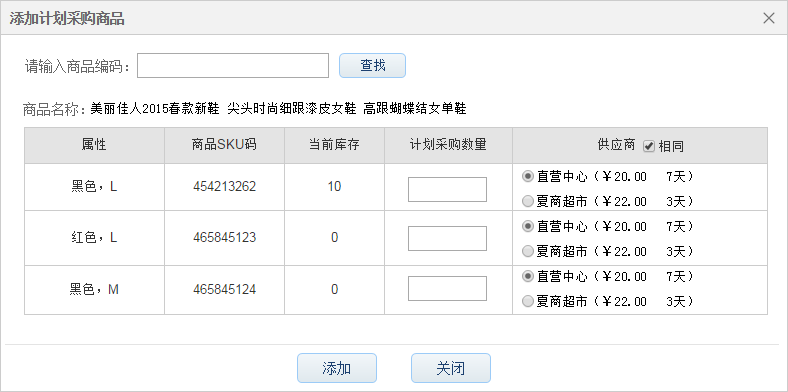 添加计划采购商品
请输入商品编码： 查找
商品名称：美丽佳人2015春款新鞋 尖头时尚细跟漆皮女鞋 高跟蝴蝶结女单鞋
属性 商品SKU码 当前库存 计划采购数量 供应商 相同
黑色，L 454213262 10 直营中心（￥20.00 7天）
夏商超市（￥22.00 3天）
红色，L 465845123 0 直营中心（￥20.00 7天）
夏商超市（￥22.00 3天）
黑色，M 465845124 0 直营中心（￥20.00 7天）
夏商超市（￥22.00 3天）
添加 关闭